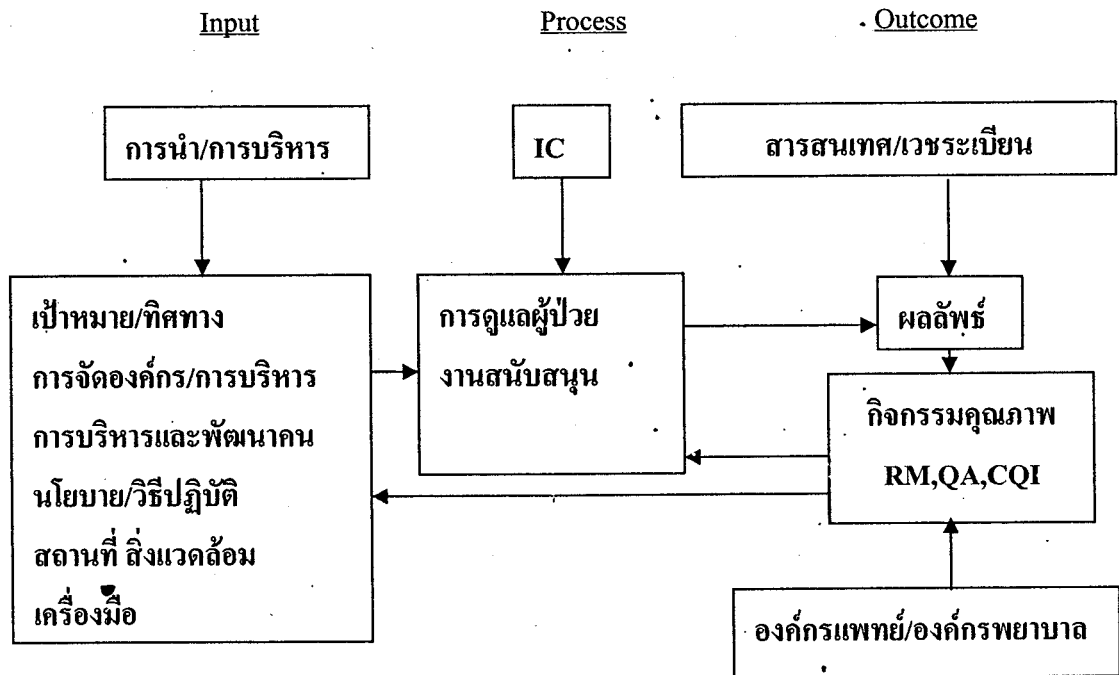 Input
Process
Outcome
การนำ/การบริหาร
IC
สารสนเทศ/เวชระเบียน
เป้าหมาย/ทิศทาง
การจัดองค์กร/การบริหาร
การบริหารและพัฒนาคน
นโยบาย/วิธีปฏิบัติ
สถานที่ สิ่งแวดล้อม
เครื่องมือ
การดูแลผู้ป่วย
งานสนับสนุน
ผลลัพธ์
กิจกรรมคุณภาพ
RM,QA,CQI
องค์กรแพทย์/องค์กรพยาบาล